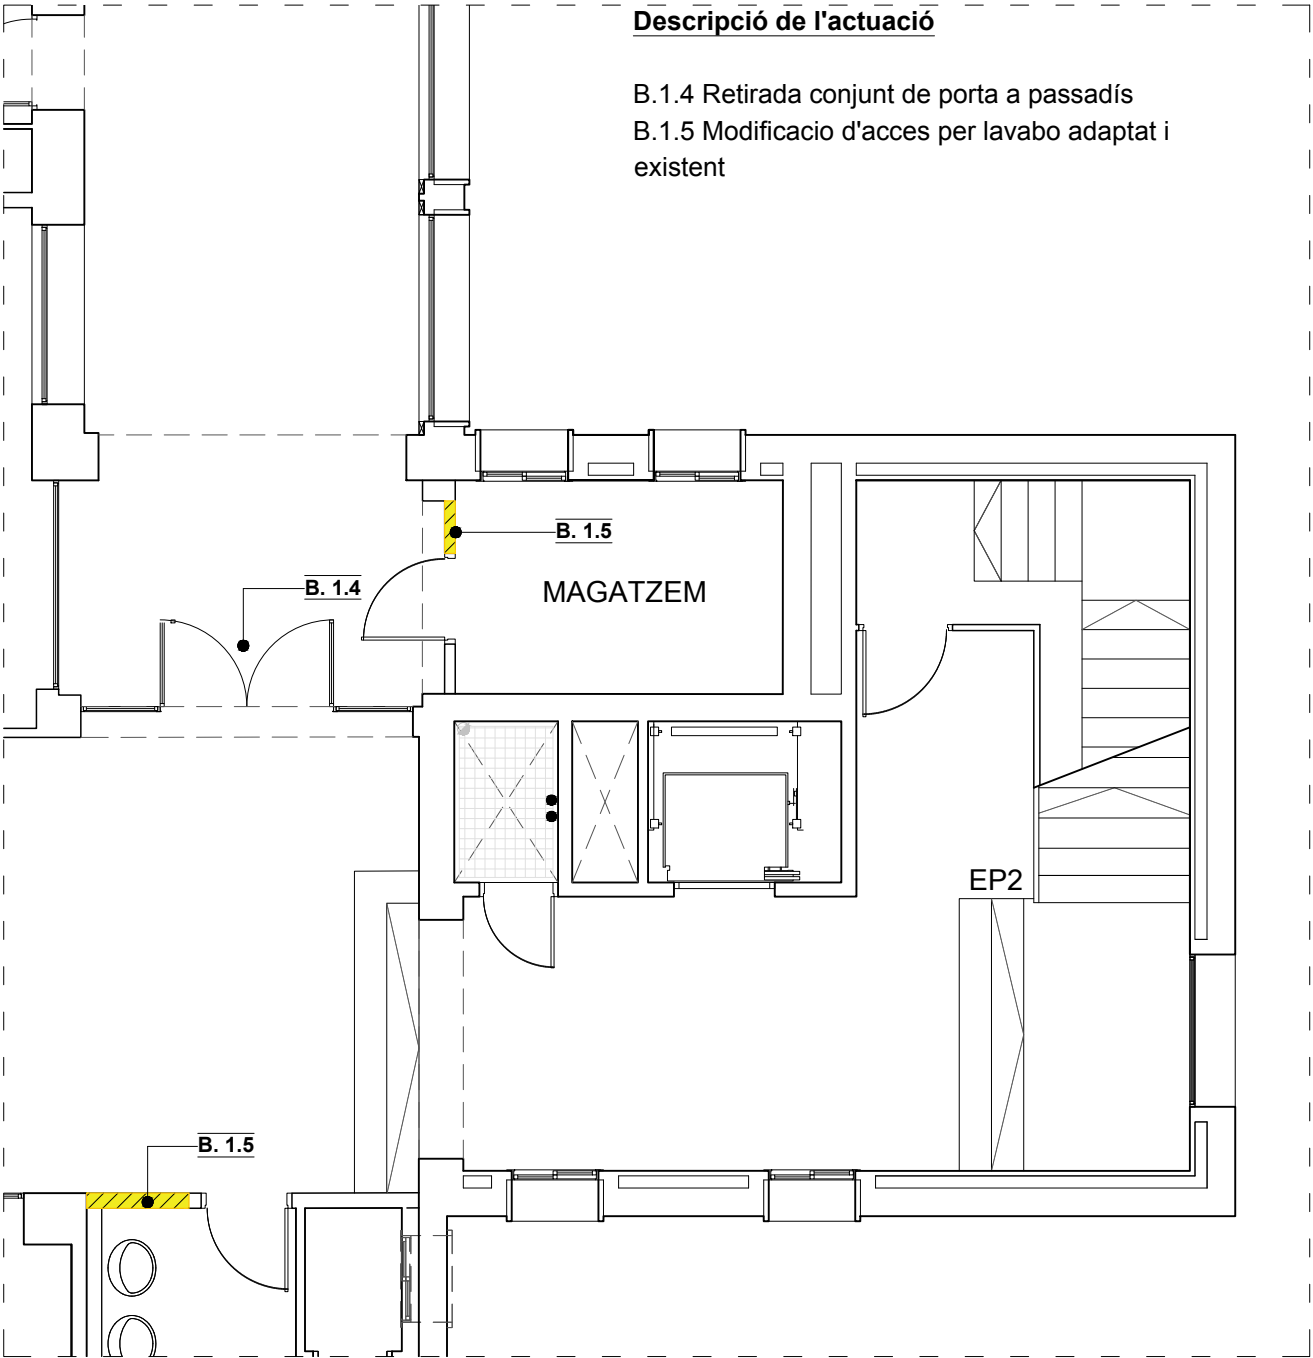 Descripció de l'actuació
B.1.4 Retirada conjunt de porta a passadís
B.1.5 Modificacio d'acces per lavabo adaptat i
existent
B. 1.5
B. 1.4
MAGATZEM
EP2
B. 1.5